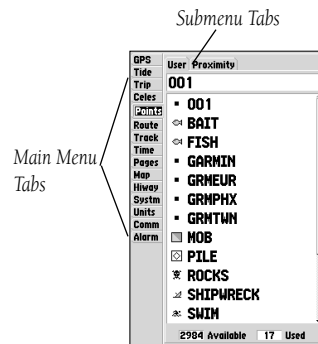 Submenu Tabs
GPS
Tide
Trip
Celes
Points
Route
Track
Time
Pages
Map
Hiway
Systm
Units
Comm
Alarm
Main Menu
Tabs
User Proximity
001
001
BAIT
FISH
GARMIN
GRMEUR
GRMPHX
GRMTWN
MOB
PILE
ROCKS
SHIPWRECK
SWIM
2984 Available 17 Used